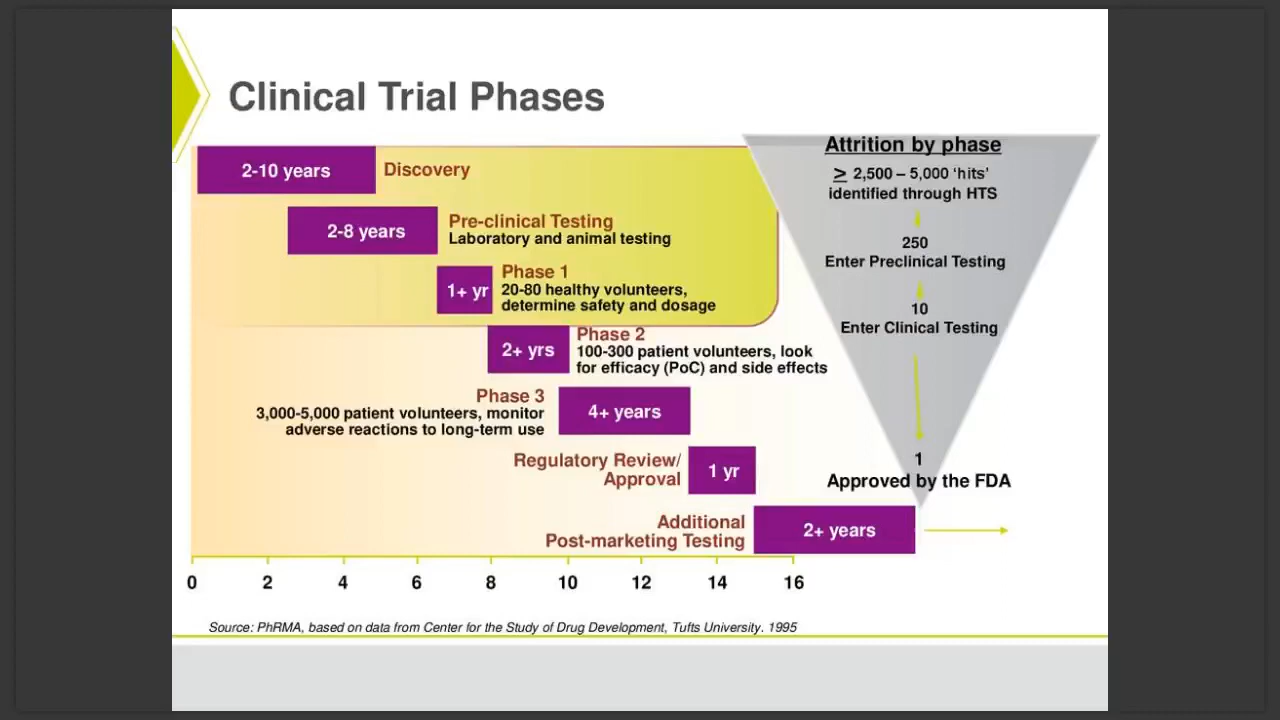 Clinical Trial Phases
2-10 years
Discovery
2-8 years
Pre-clinical Testing
Laboratory and animal testing
1+ yr
Phase 1
20-80 healthy volunteers,
determine safety and dosage
2+ yrs
Phase 2
100-300 patient volunteers, look
for efficacy (PoC) and side effects
Phase 3
3,000-5,000 patient volunteers, monitor
adverse reactions to long-term use
4+ years
Regulatory Review/
Approval
1 yr
Additional
Post-marketing Testing
2+ years
0 2 4 6 8 10 12 14 16
Attrition by phase
≥ 2,500 – 5,000 ‘hits’
identified through HTS
250
Enter Preclinical Testing
10
Enter Clinical Testing
1
Approved by the FDA
Source: PhRMA, based on data from Center for the Study of Drug Development, Tufts University. 1995